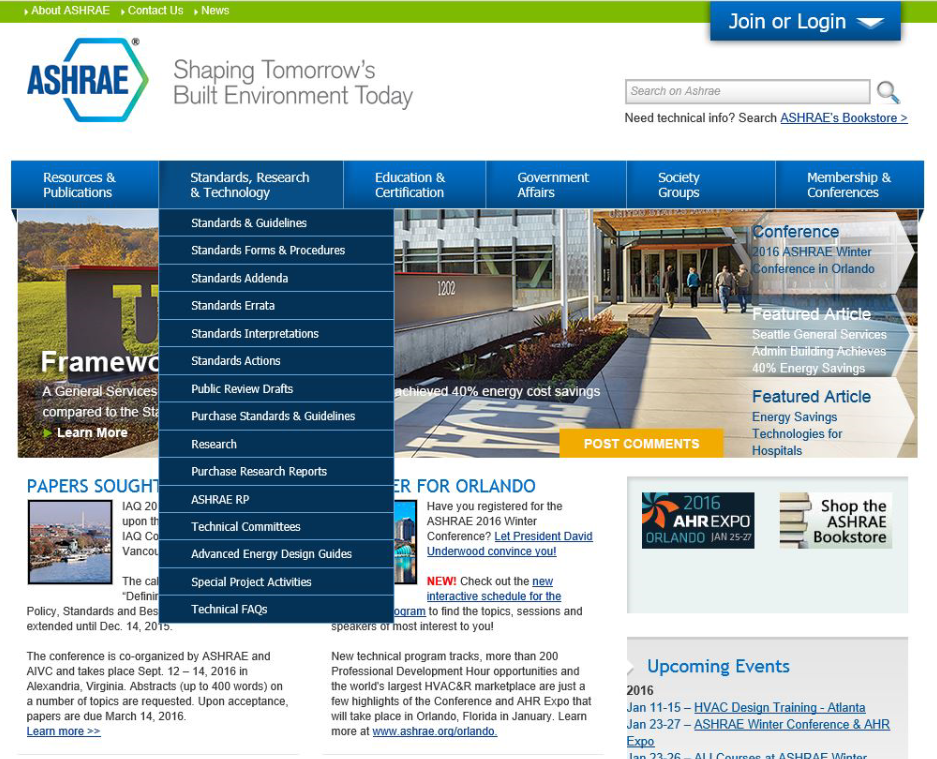 About ASHRAE
Contact Us
News
Join or Login
ASHRAE®
Shaping Tomorrow's
Built Environment Today
Search on Ashrae
Need technical info? Search ASHRAE's Bookstore >
Resources &
Publications
Standards, Research
& Technology
Education &
Certification
Government
Affairs
Society
Groups
Membership &
Conferences
Standards & Guidelines
Standards Forms & Procedures
Standards Addenda
Standards Errata
Standards Interpretations
Standards Actions
Public Review Drafts
Purchase Standards & Guidelines
Research
Purchase Research Reports
ASHRAE RP
Technical Committees
Advanced Energy Design Guides
Special Project Activities
Technical FAQs
1202
Framewo
A General Services
achieved 40% energy cost savings
compared to the Sta
Learn More
POST COMMENTS
Conference
2016 ASHRAE Winter
Conference in Orlando
Featured Article
Seattle General Services
Admin Building Achieves
40% Energy Savings
Featured Article
Energy Savings
Technologies for
Hospitals
PAPERS SOUGHT
IAQ 20
upon th
IAQ Co
Vancou
The cal
"Definin
Policy, Standards and Bes
extended until Dec. 14, 2015.
The conference is co-organized by ASHRAE and
AIVC and takes place Sept. 12 – 14, 2016 in
Alexandria, Virginia. Abstracts (up to 400 words) on
a number of topics are requested. Upon acceptance,
papers are due March 14, 2016.
Learn more >>
ER FOR ORLANDO
Have you registered for the
ASHRAE 2016 Winter
Conference? Let President David
Underwood convince you!
NEW! Check out the new
interactive schedule for the
ogram to find the topics, sessions and
speakers of most interest to you!
New technical program tracks, more than 200
Professional Development Hour opportunities and
the world's largest HVAC&R marketplace are just a
few highlights of the Conference and AHR Expo that
will take place in Orlando, Florida in January. Learn
more at www.ashrae.org/orlando.
2016
AHR EXPO
ORLANDO JAN 25-27
Shop the
ASHRAE
Bookstore
Upcoming Events
2016
Jan 11-15 – HVAC Design Training - Atlanta
Jan 23-27 – ASHRAE Winter Conference & AHR
Expo
Jan 23-26 – ALI Courses at ASHRAE Winter